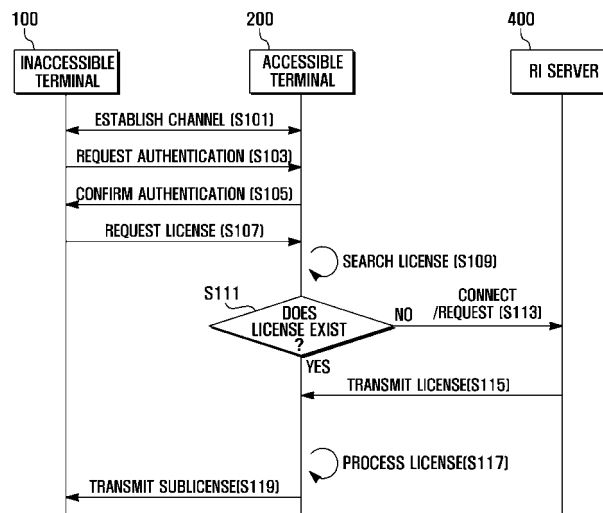 100
200
400
INACCESSIBLE
TERMINAL
ACCESSIBLE
TERMINAL
RI SERVER
ESTABLISH CHANNEL (S101)
REQUEST AUTHENTICATION (S103)
CONFIRM AUTHENTICATION (S105)
REQUEST LICENSE (S107)
SEARCH LICENSE (S109)
S111
DOES
LICENSE EXIST
?
NO
CONNECT
/REQUEST (S113)
YES
TRANSMIT LICENSE(S115)
PROCESS LICENSE(S117)
TRANSMIT SUBLICENSE(S119)